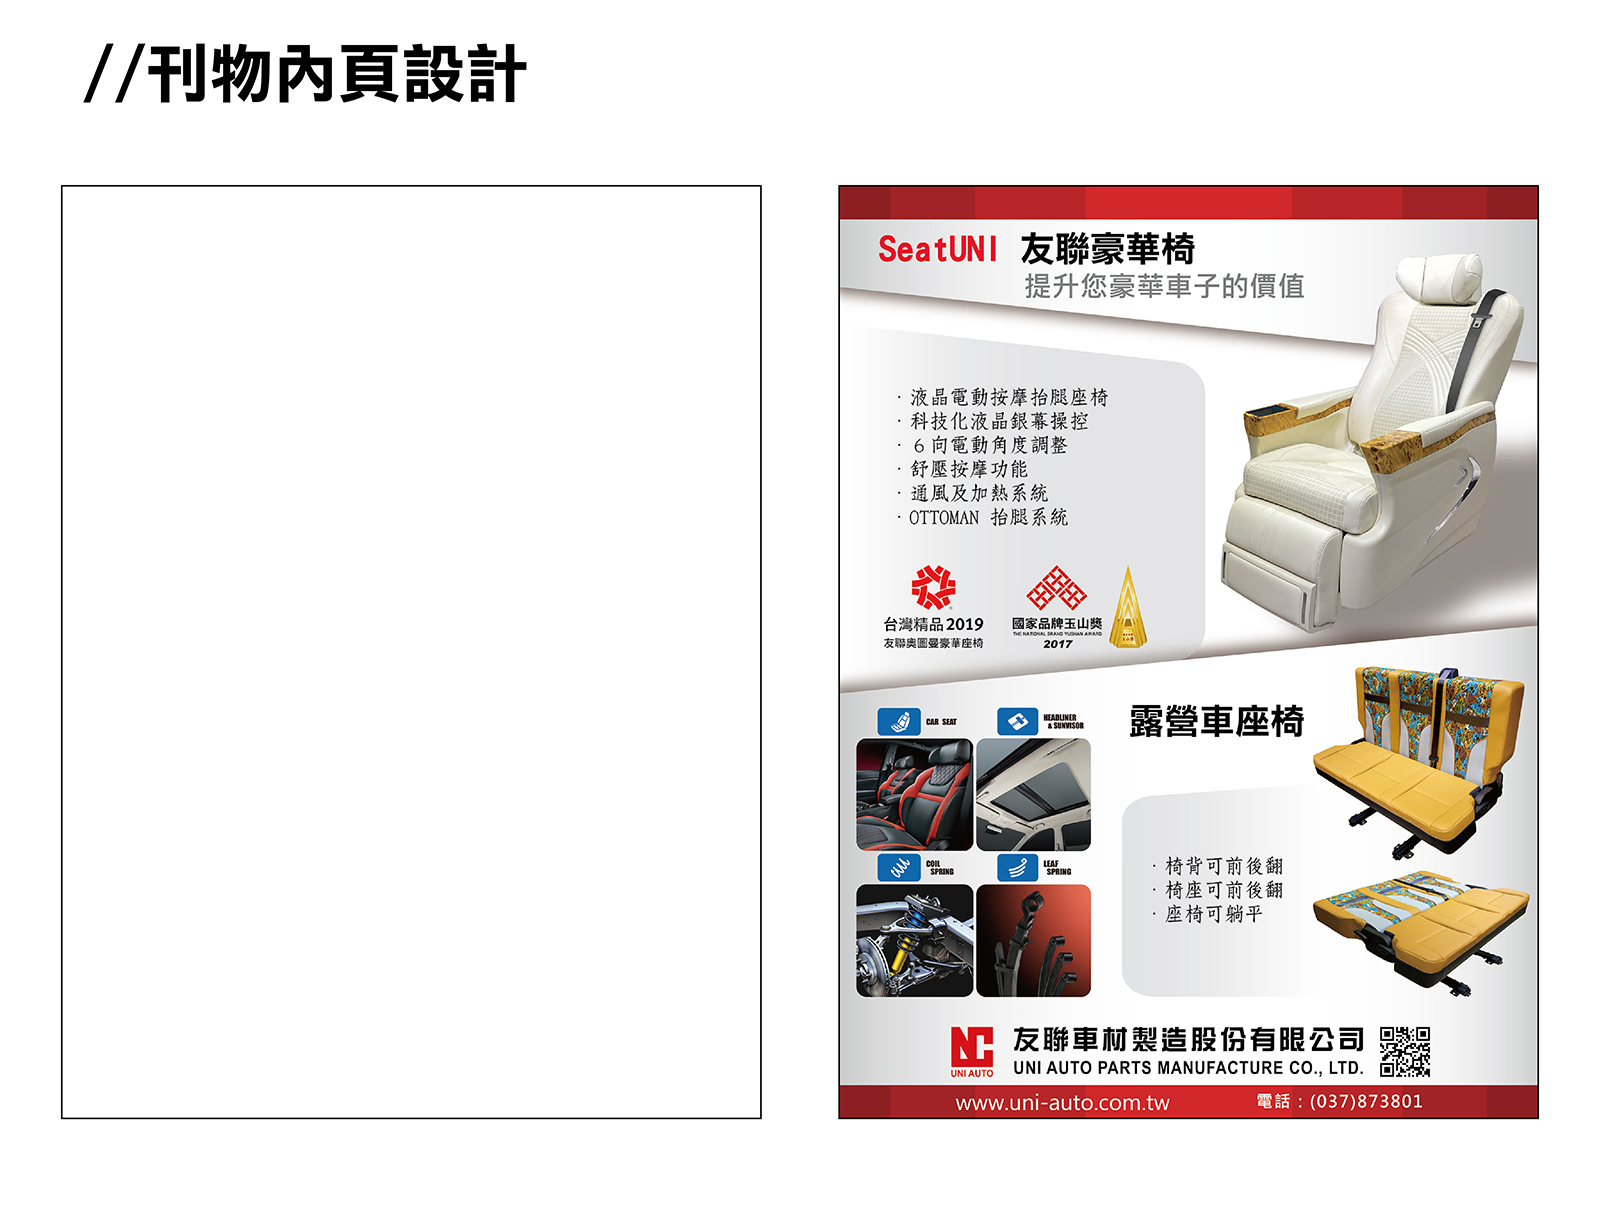 //刊物內頁設計
SeatUNI 友聯豪華椅
提升您豪華車子的價值
· 液晶電動按摩抬腿座椅
· 科技化液晶銀幕操控
· 6 向電動角度調整
· 舒壓按摩功能
· 通風及加熱系統
· OTTOMAN 抬腿系統
台灣精品 2019
友聯奧圖曼豪華座椅
國家品牌玉山獎
THE NATIONAL BRAND YUSHAN AWARD
2017
CAR SEAT
HEADLINER
& SUNVISOR
COIL
SPRING
LEAF
SPRING
露營車座椅
· 椅背可前後翻
· 椅座可前後翻
· 座椅可躺平
UNI AUTO
友聯車材製造股份有限公司
UNI AUTO PARTS MANUFACTURE CO., LTD.
www.uni-auto.com.tw
電話：(037)873801